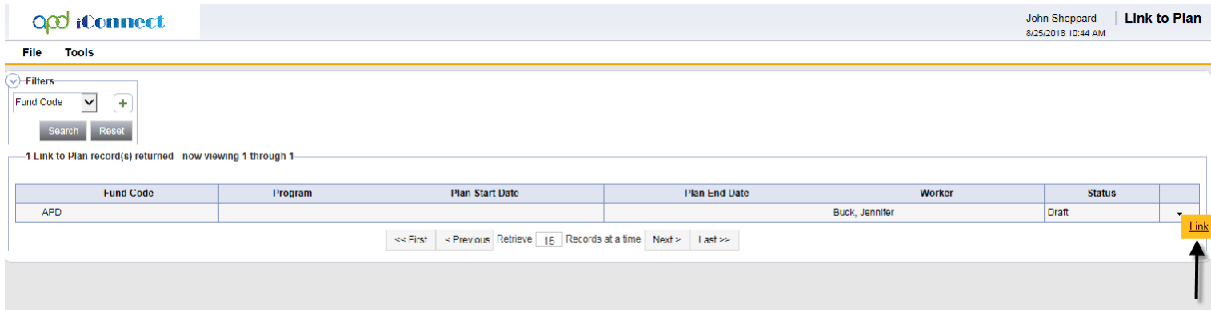 apd iConnect
John Sheppard Link to Plan
8/25/2018 10:44 AM
File Tools
Filters
Fund Code +
Search Reset
1 Link to Plan record(s) returned now viewing 1 through 1
Fund Code Program Plan Start Date Plan End Date Worker Status
APD Buck, Jennifer Draft
Link
<< First < Previous Retrieve 15 Records at a time Next > Last >>